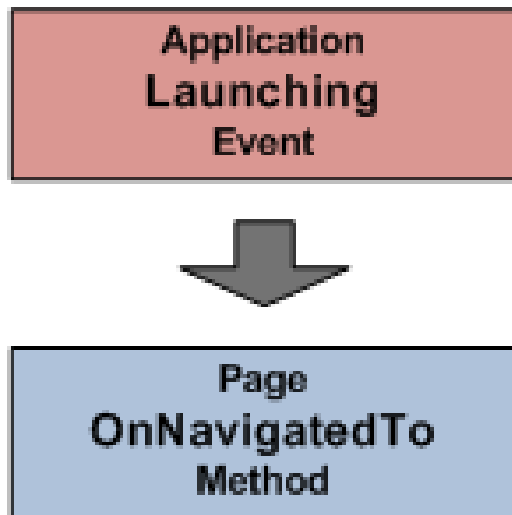 Application
Launching
Event
Page
OnNavigatedTo
Method